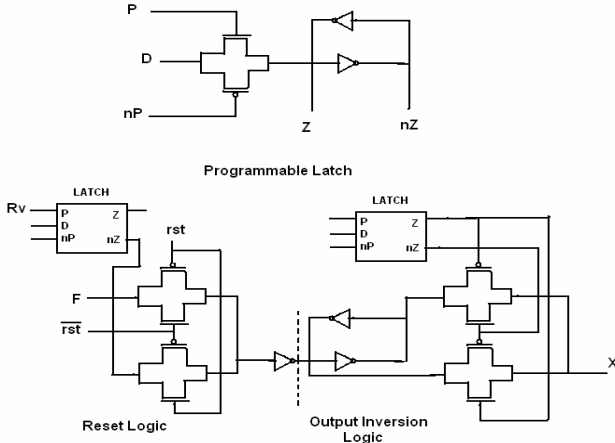 P
D
nP
Z
nZ
Programmable Latch
LATCH
Rv
P
Z
D
nP
nZ
rst
F
rst
Reset Logic
LATCH
P
Z
D
nP
nZ
X
Output Inversion
Logic